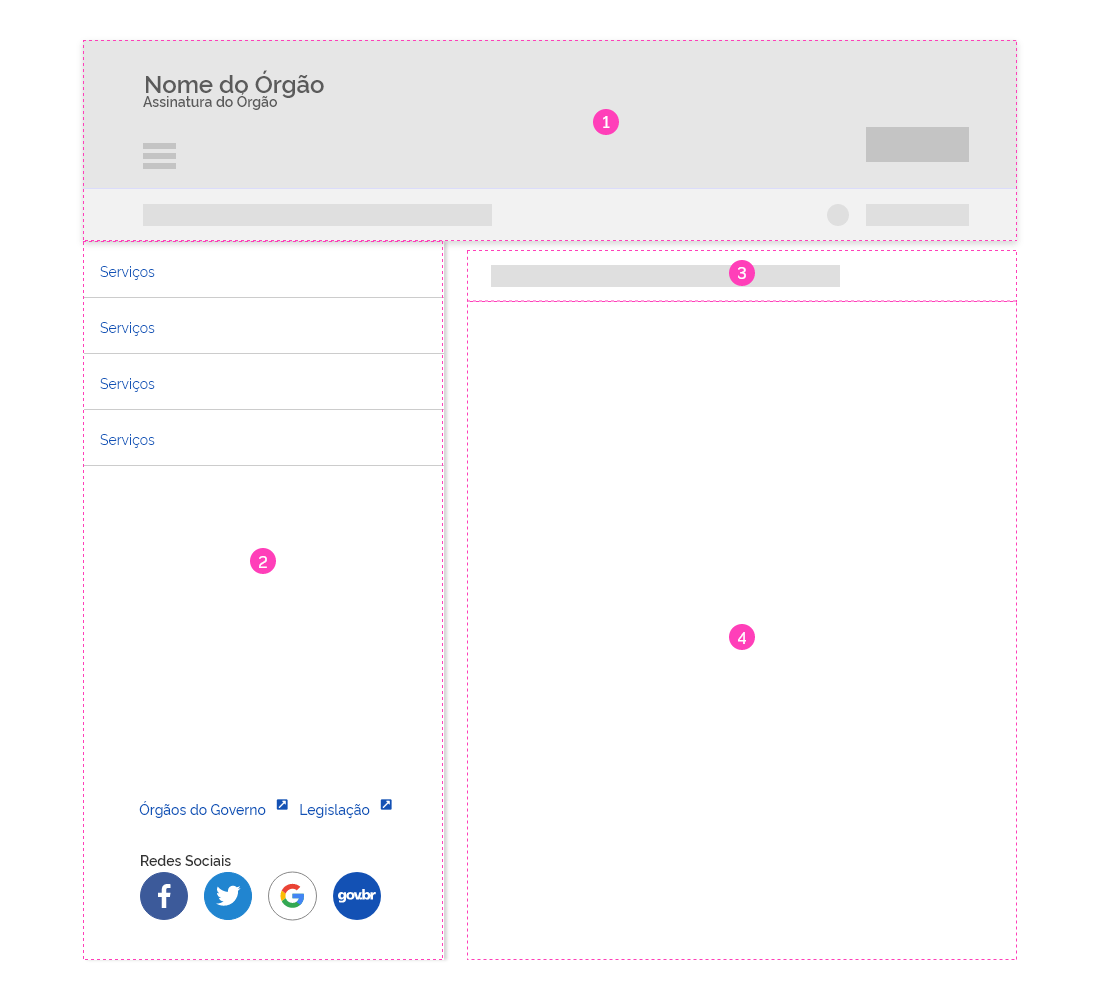 Nome do Órgão
Assinatura do Órgão
1
Serviços
3
Serviços
Serviços
Serviços
2
4
Órgãos do Governo Legislação
Redes Sociais
gov.br